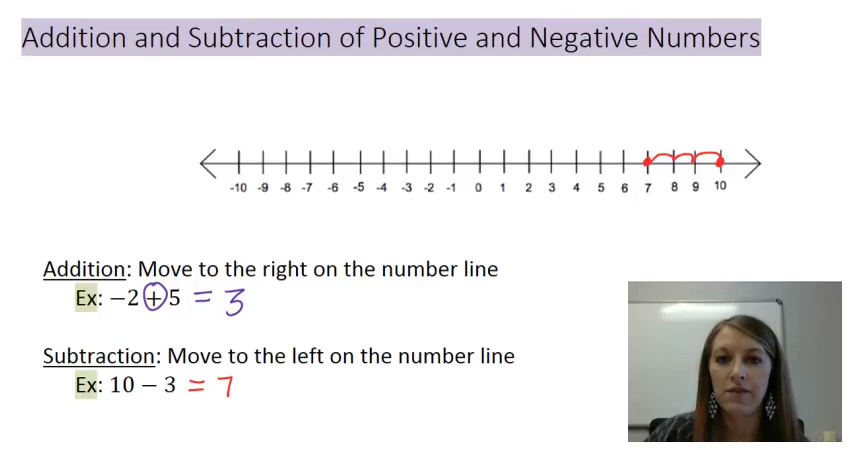 Addition and Subtraction of Positive and Negative Numbers
-10 -9 -8 -7 -6 -5 -4 -3 -2 -1 0 1 2 3 4 5 6 7 8 9 10
Addition: Move to the right on the number line
Ex: −2 + 5 = 3
Subtraction: Move to the left on the number line
Ex: 10 − 3 = 7